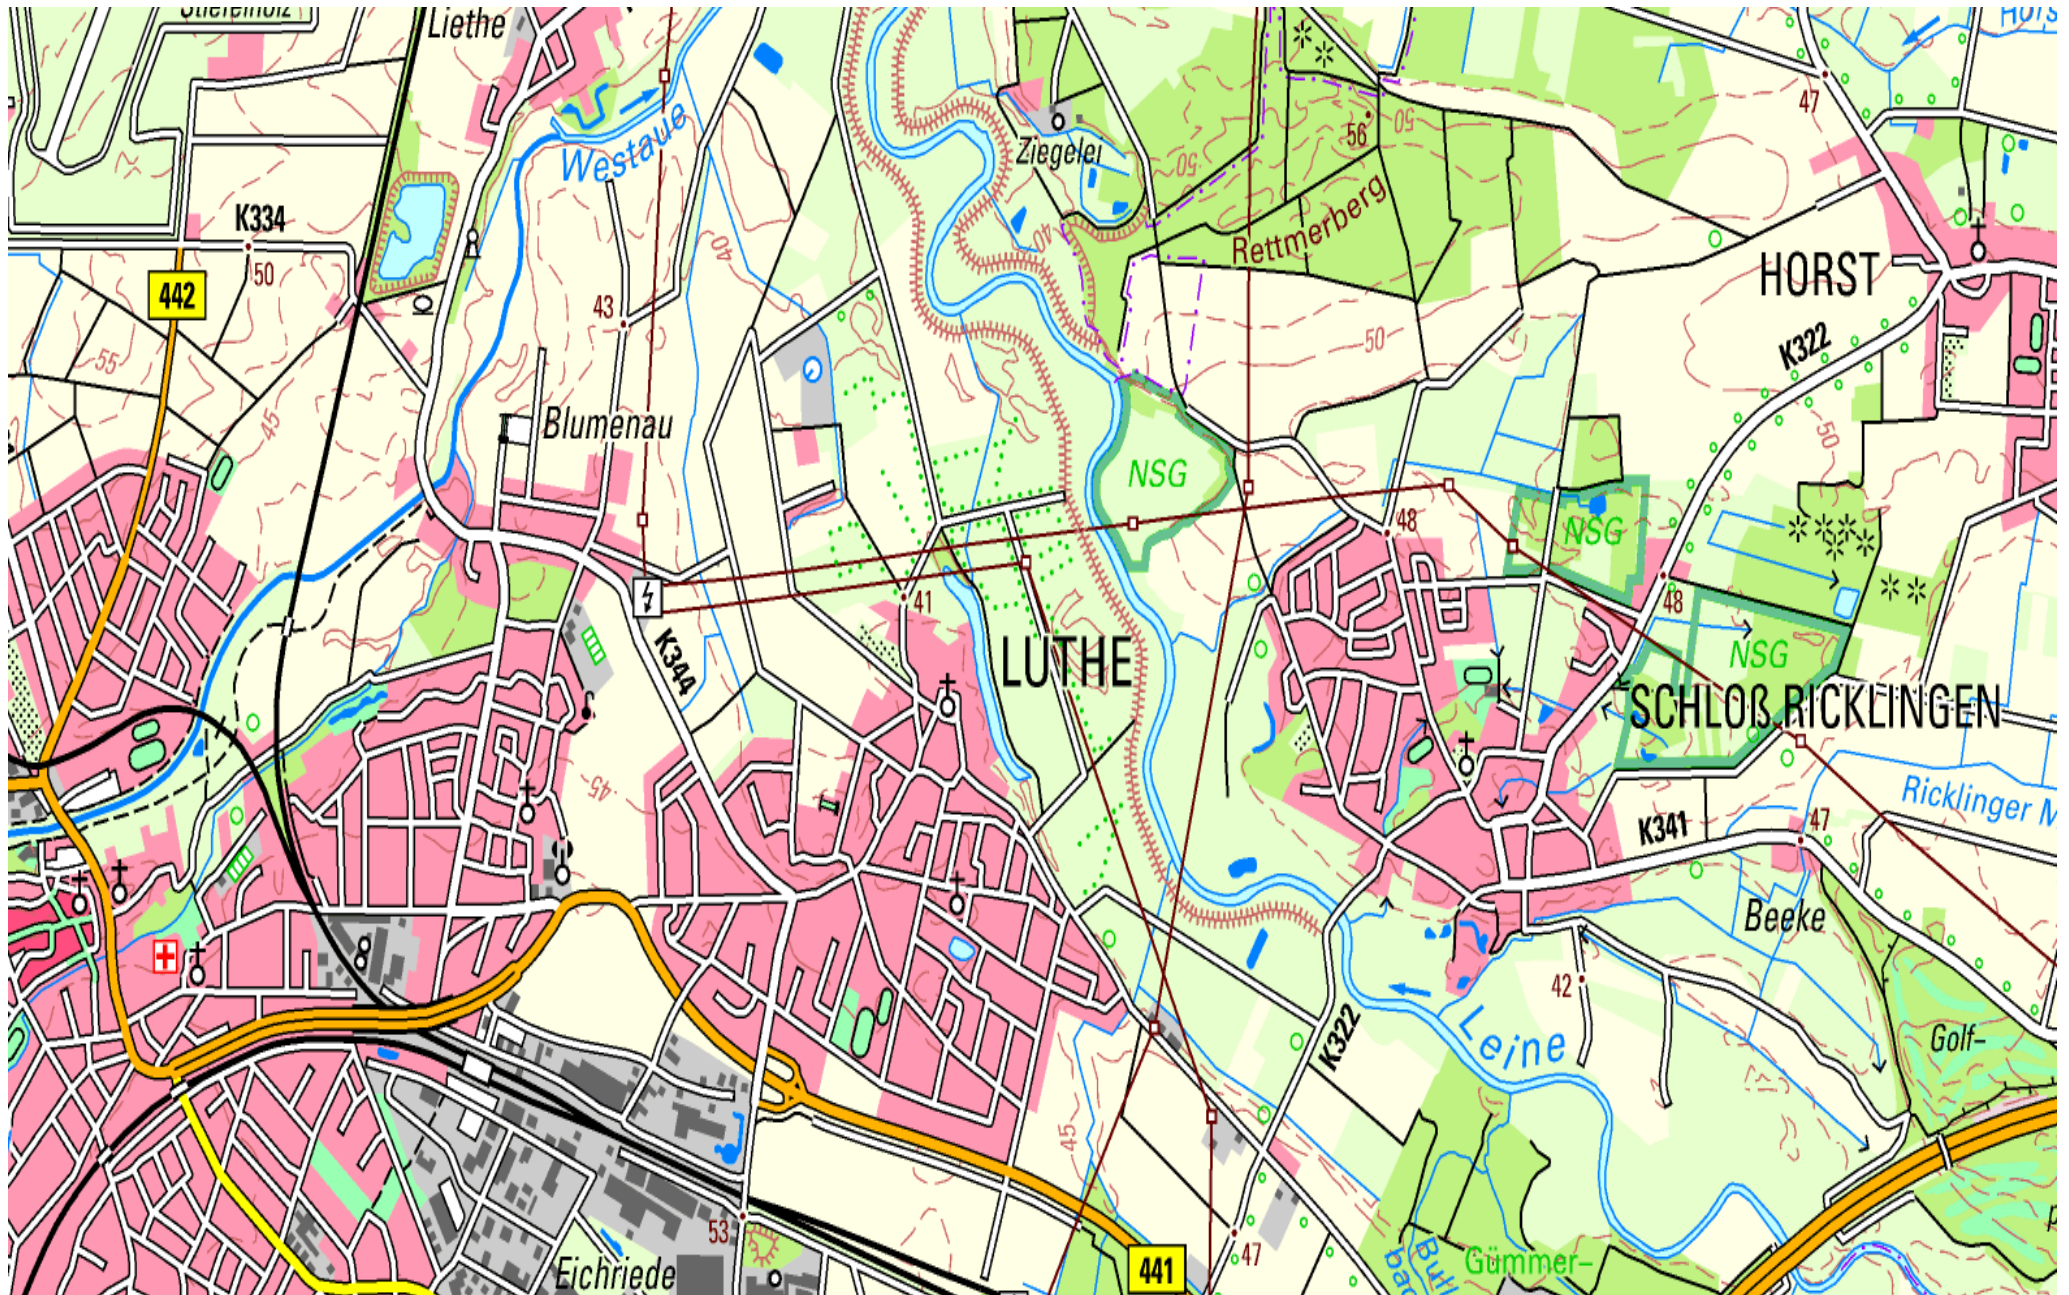 Liethe
K334
442
50
55
45
Westaue
43
40
Blumenau
Ziegelei
40
50
56
50
Rettmerberg
47
HORST
K322
50
50
NSG
NSG
NSG
48
48
41
LUTHE
K344
SCHLOß RICKLINGEN
Ricklinger M
K341
47
Beeke
45
42
Leine
K322
Golf-
45
53
Eichriede
441
47
Gümmer-